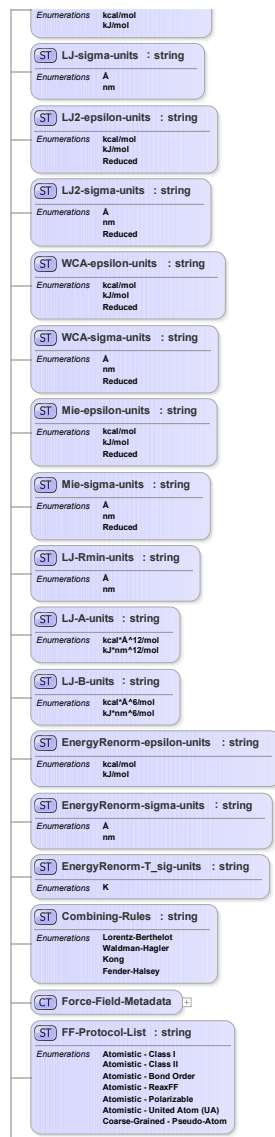 Enumerations kcal/mol
kJ/mol
ST LJ-sigma-units : string
Enumerations Å
nm
ST LJ2-epsilon-units : string
Enumerations kcal/mol
kJ/mol
Reduced
ST LJ2-sigma-units : string
Enumerations Å
nm
Reduced
ST WCA-epsilon-units : string
Enumerations kcal/mol
kJ/mol
Reduced
ST WCA-sigma-units : string
Enumerations Å
nm
Reduced
ST Mie-epsilon-units : string
Enumerations kcal/mol
kJ/mol
Reduced
ST Mie-sigma-units : string
Enumerations Å
nm
Reduced
ST LJ-Rmin-units : string
Enumerations Å
nm
ST LJ-A-units : string
Enumerations kcal*Å^12/mol
kJ*nm^12/mol
ST LJ-B-units : string
Enumerations kcal*Å^6/mol
kJ*nm^6/mol
ST EnergyRenorm-epsilon-units : string
Enumerations kcal/mol
kJ/mol
ST EnergyRenorm-sigma-units : string
Enumerations Å
nm
ST EnergyRenorm-T_sig-units : string
Enumerations K
ST Combining-Rules : string
Enumerations Lorentz-Berthelot
Waldman-Hagler
Kong
Fender-Halsey
CT Force-Field-Metadata
ST FF-Protocol-List : string
Enumerations Atomistic - Class I
Atomistic - Class II
Atomistic - Bond Order
Atomistic - ReaxFF
Atomistic - Polarizable
Atomistic - United Atom (UA)
Coarse-Grained - Pseudo-Atom